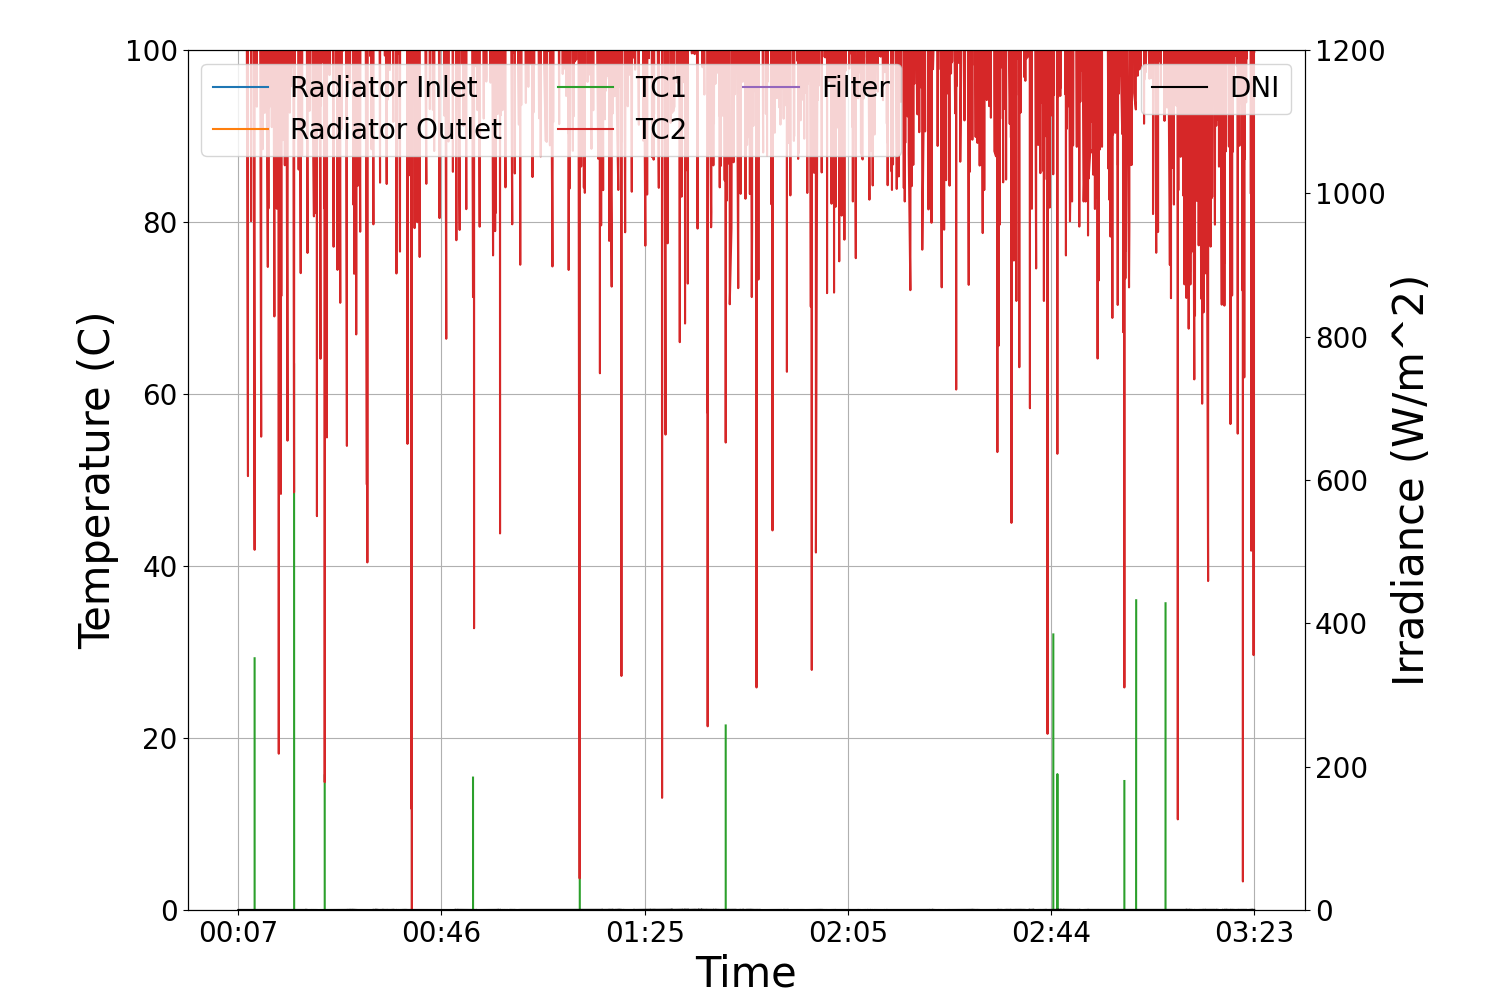 100
80
60
40
20
0
Temperature (C)
Radiator Inlet
Radiator Outlet
TC1
TC2
Filter
DNI
1200
1000
800
600
400
200
0
Irradiance (W/m^2)
00:07
00:46
01:25
02:05
02:44
03:23
Time